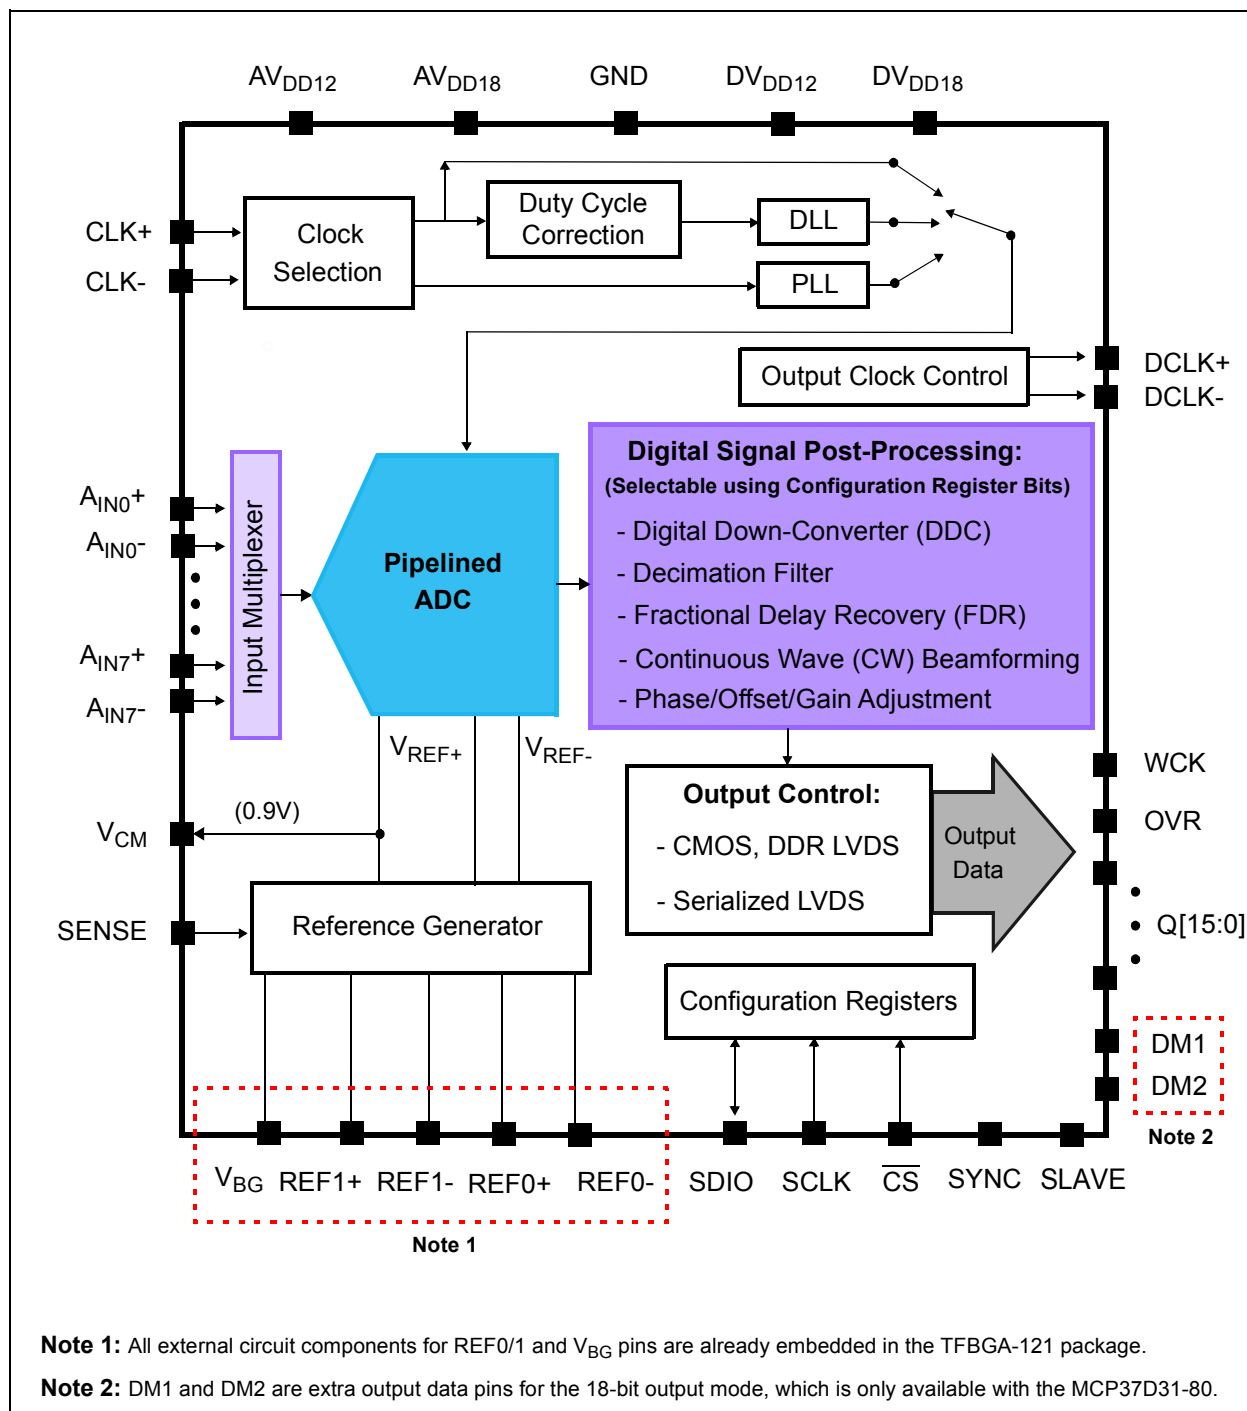 AVDD12 AVDD18 GND DVDD12 DVDD18
CLK+
CLK-
Clock
Selection
Duty Cycle
Correction
DLL
PLL
Output Clock Control
DCLK+
DCLK-
AIN0+
AIN0-
AIN7+
AIN7-
Input Multiplexer
Pipelined
ADC
Digital Signal Post-Processing:
(Selectable using Configuration Register Bits)
- Digital Down-Converter (DDC)
- Decimation Filter
- Fractional Delay Recovery (FDR)
- Continuous Wave (CW) Beamforming
- Phase/Offset/Gain Adjustment
VREF+
VREF-
(0.9V)
VCM
SENSE
Reference Generator
Output Control:
- CMOS, DDR LVDS
- Serialized LVDS
Output
Data
WCK
OVR
Q[15:0]
Configuration Registers
DM1
DM2
Note 2
VBG REF1+ REF1- REF0+ REF0- SDIO SCLK CS SYNC SLAVE
Note 1
Note 1: All external circuit components for REF0/1 and VBG pins are already embedded in the TFBGA-121 package.
Note 2: DM1 and DM2 are extra output data pins for the 18-bit output mode, which is only available with the MCP37D31-80.